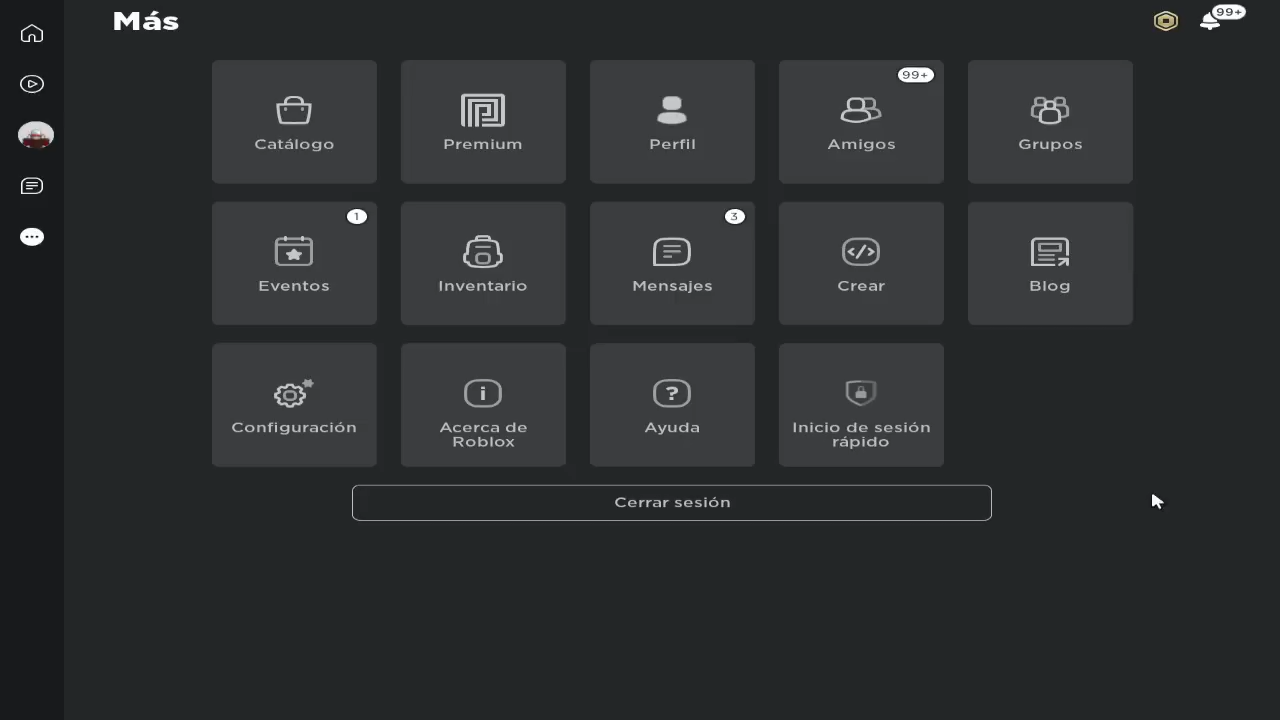 Más
99+
99+
Catálogo
Premium
Perfil
Amigos
Grupos
1
3
Eventos
Inventario
Mensajes
Crear
Blog
Configuración
Acerca de
Roblox
Ayuda
Inicio de sesión
rápido
Cerrar sesión